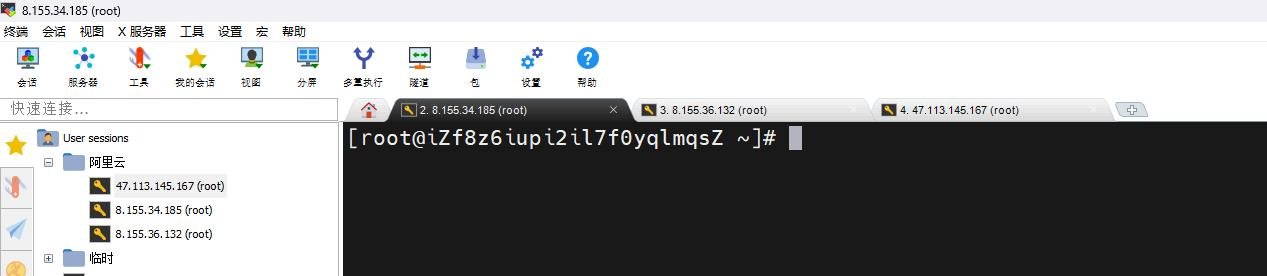 8.155.34.185 (root)
终端 会话 视图 X 服务器 工具 设置 宏 帮助
会话 服务器 工具 我的会话 视图 分屏 多重执行 隧道 包 设置 帮助
快速连接...
2. 8.155.34.185 (root)
3. 8.155.36.132 (root)
4. 47.113.145.167 (root)
User sessions
阿里云
47.113.145.167 (root)
8.155.34.185 (root)
8.155.36.132 (root)
临时
[root@iZf8z6iupi2il7f0yqlmqsZ ~]#